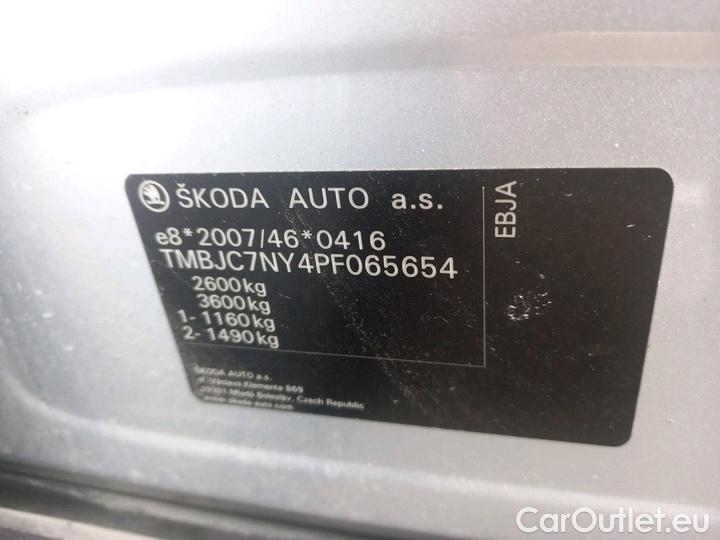 ŠKODA AUTO a.s.
EBJA
e8*2007/46*0416
TMBJC7NY4PF065654
2600kg
3600kg
1- 1160kg
2- 1490kg
ŠKODA AUTO a.s.
tř. Václava Klementa 869
29301 Mladá Boleslav, Czech Republic
www.skoda-auto.com
CarOutlet.eu